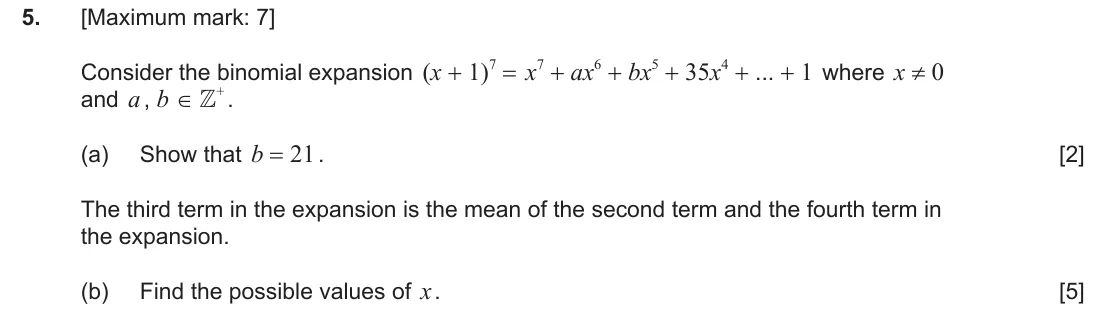 5. [Maximum mark: 7]
Consider the binomial expansion (x + 1)⁷ = x⁷ + ax⁶ + bx⁵ + 35x⁴ + ... + 1 where x ≠ 0
and a, b ∈ ℤ⁺.
(a) Show that b = 21. [2]
The third term in the expansion is the mean of the second term and the fourth term in
the expansion.
(b) Find the possible values of x. [5]